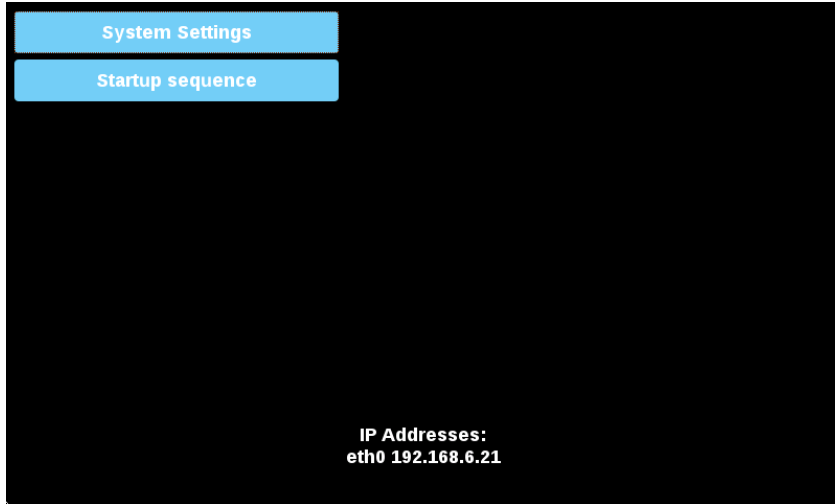 System Settings
Startup sequence
IP Addresses:
eth0 192.168.6.21